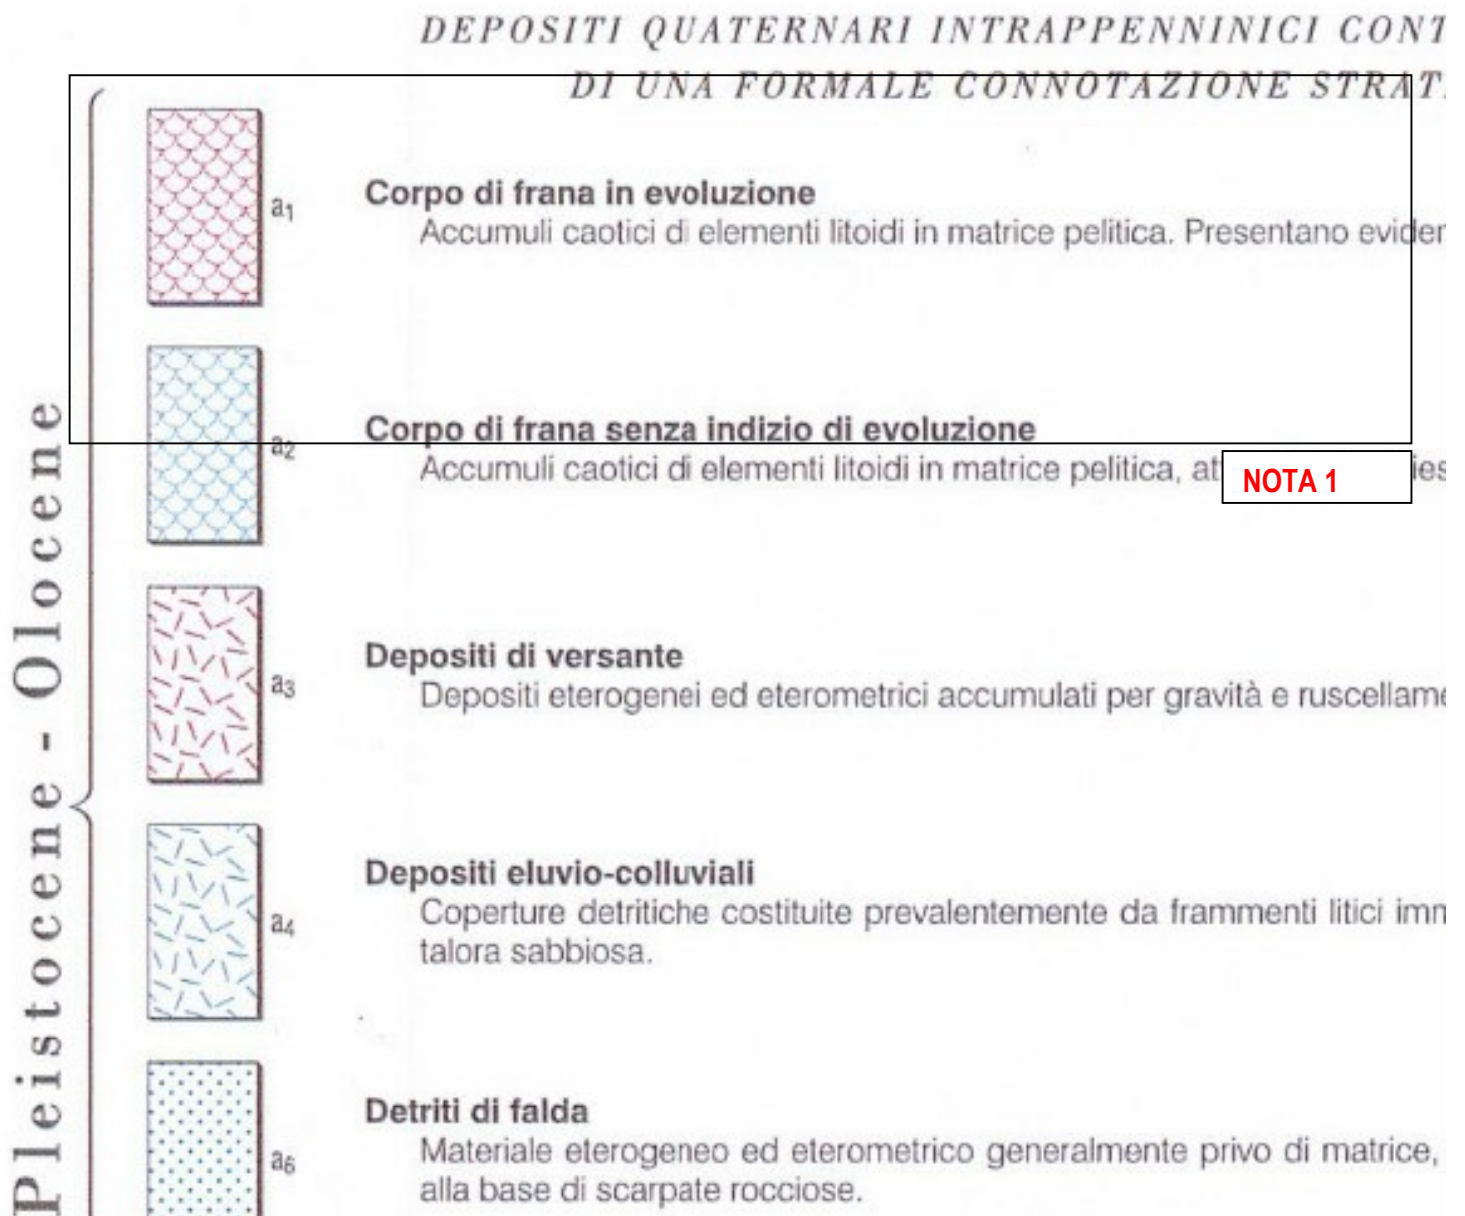 DEPOSITI QUATERNARI INTRAPPENNINICI CONT
DI UNA FORMALE CONNOTAZIONE STRAT
a1
Corpo di frana in evoluzione
Accumuli caotici di elementi litoidi in matrice pelitica. Presentano eviden
a2
Corpo di frana senza indizio di evoluzione
Accumuli caotici di elementi litoidi in matrice pelitica, at
NOTA 1
ies
a3
Depositi di versante
Depositi eterogenei ed eterometrici accumulati per gravità e ruscellame
a4
Depositi eluvio-colluviali
Coperture detritiche costituite prevalentemente da frammenti litici imm
talora sabbiosa.
a6
Detriti di falda
Materiale eterogeneo ed eterometrico generalmente privo di matrice,
alla base di scarpate rocciose.
Pleistocene - Olocene